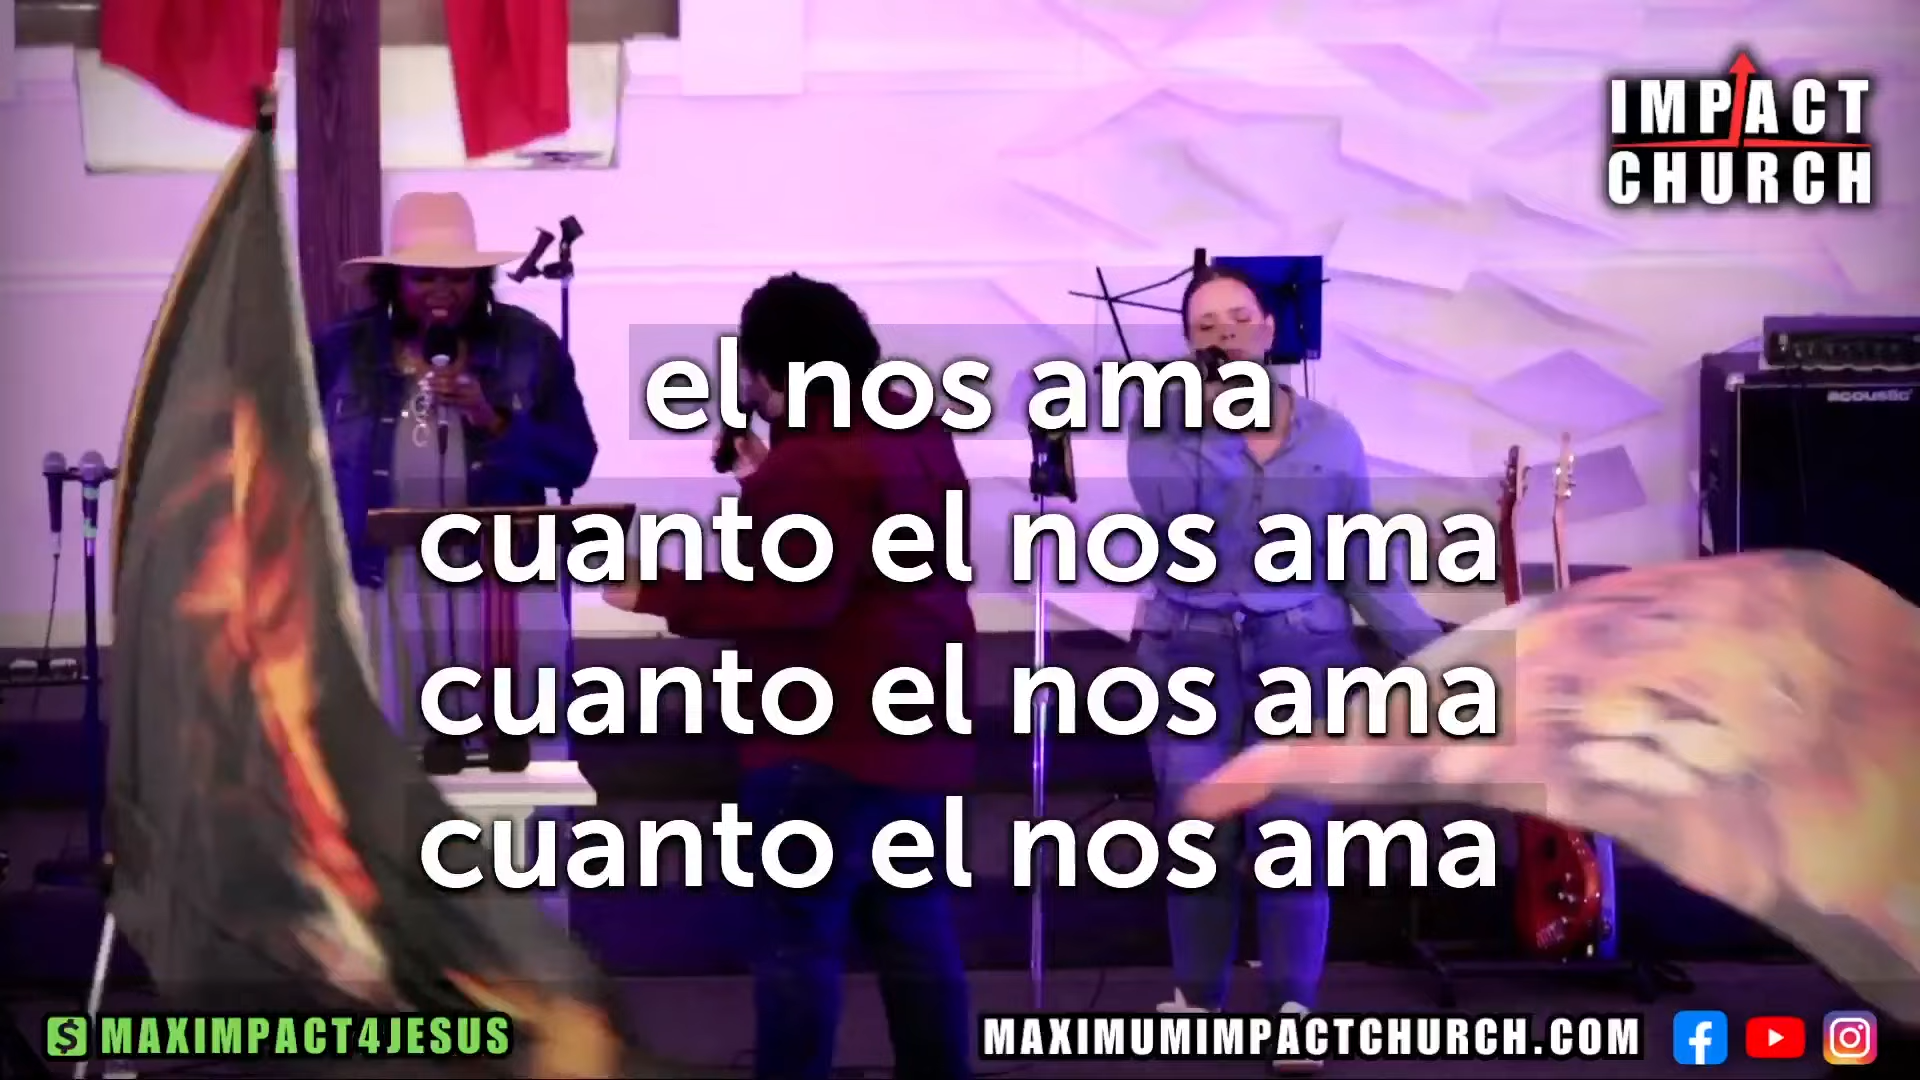 IMPACT
CHURCH
acoustic
el nos ama
cuanto el nos ama
cuanto el nos ama
cuanto el nos ama
$ MAXIMPACT4JESUS
MAXIMUMIMPACTCHURCH.COM